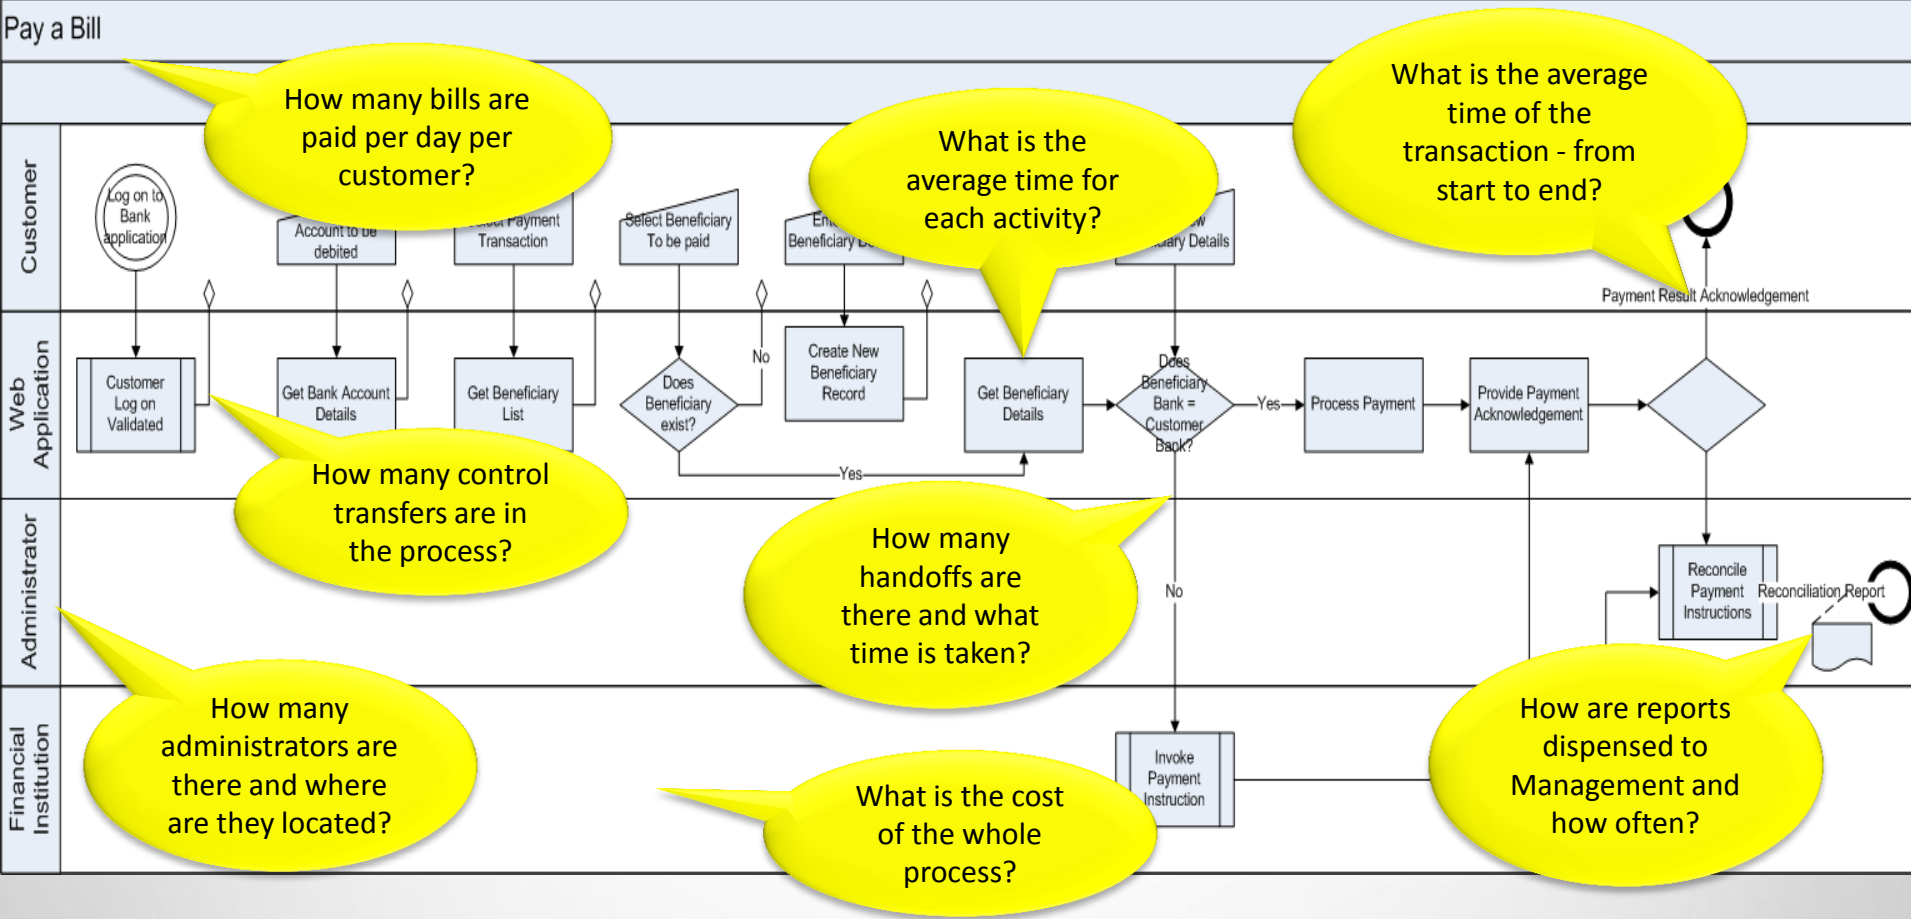 Pay a Bill
How many bills are
paid per day per
customer?
What is the
average time for
each activity?
What is the average
time of the
transaction - from
start to end?
Customer
Log on to
Bank
application
Account to be
debited
Payment
Transaction
Select Beneficiary
To be paid
Beneficiary
Details
Payment Result Acknowledgement
Web
Application
Customer
Log on
Validated
Get Bank Account
Details
Get Beneficiary
List
Does
Beneficiary
exist?
No
Yes
Create New
Beneficiary
Record
Get Beneficiary
Details
Does
Beneficiary
Bank =
Customer
Bank?
Yes
Process Payment
Provide Payment
Acknowledgement
How many control
transfers are in
the process?
How many
handoffs are
there and what
time is taken?
No
Administrator
Reconcile
Payment
Instructions
Reconciliation Report
How many
administrators are
there and where
are they located?
Financial
Institution
Invoke
Payment
Instruction
What is the cost
of the whole
process?
How are reports
dispensed to
Management and
how often?